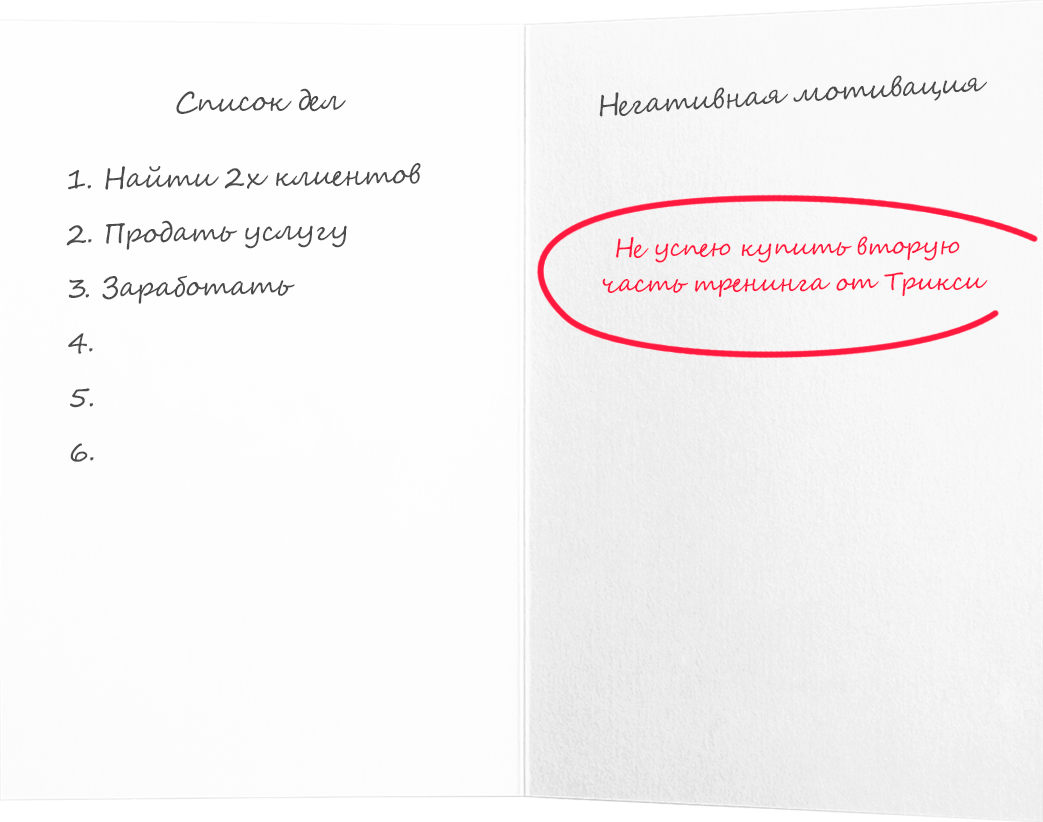 Список дел
1. Найти 2х клиентов
2. Продать услугу
3. Заработать
4.
5.
6.
Негативная мотивация
Не успею купить вторую
часть тренинга от Трикси